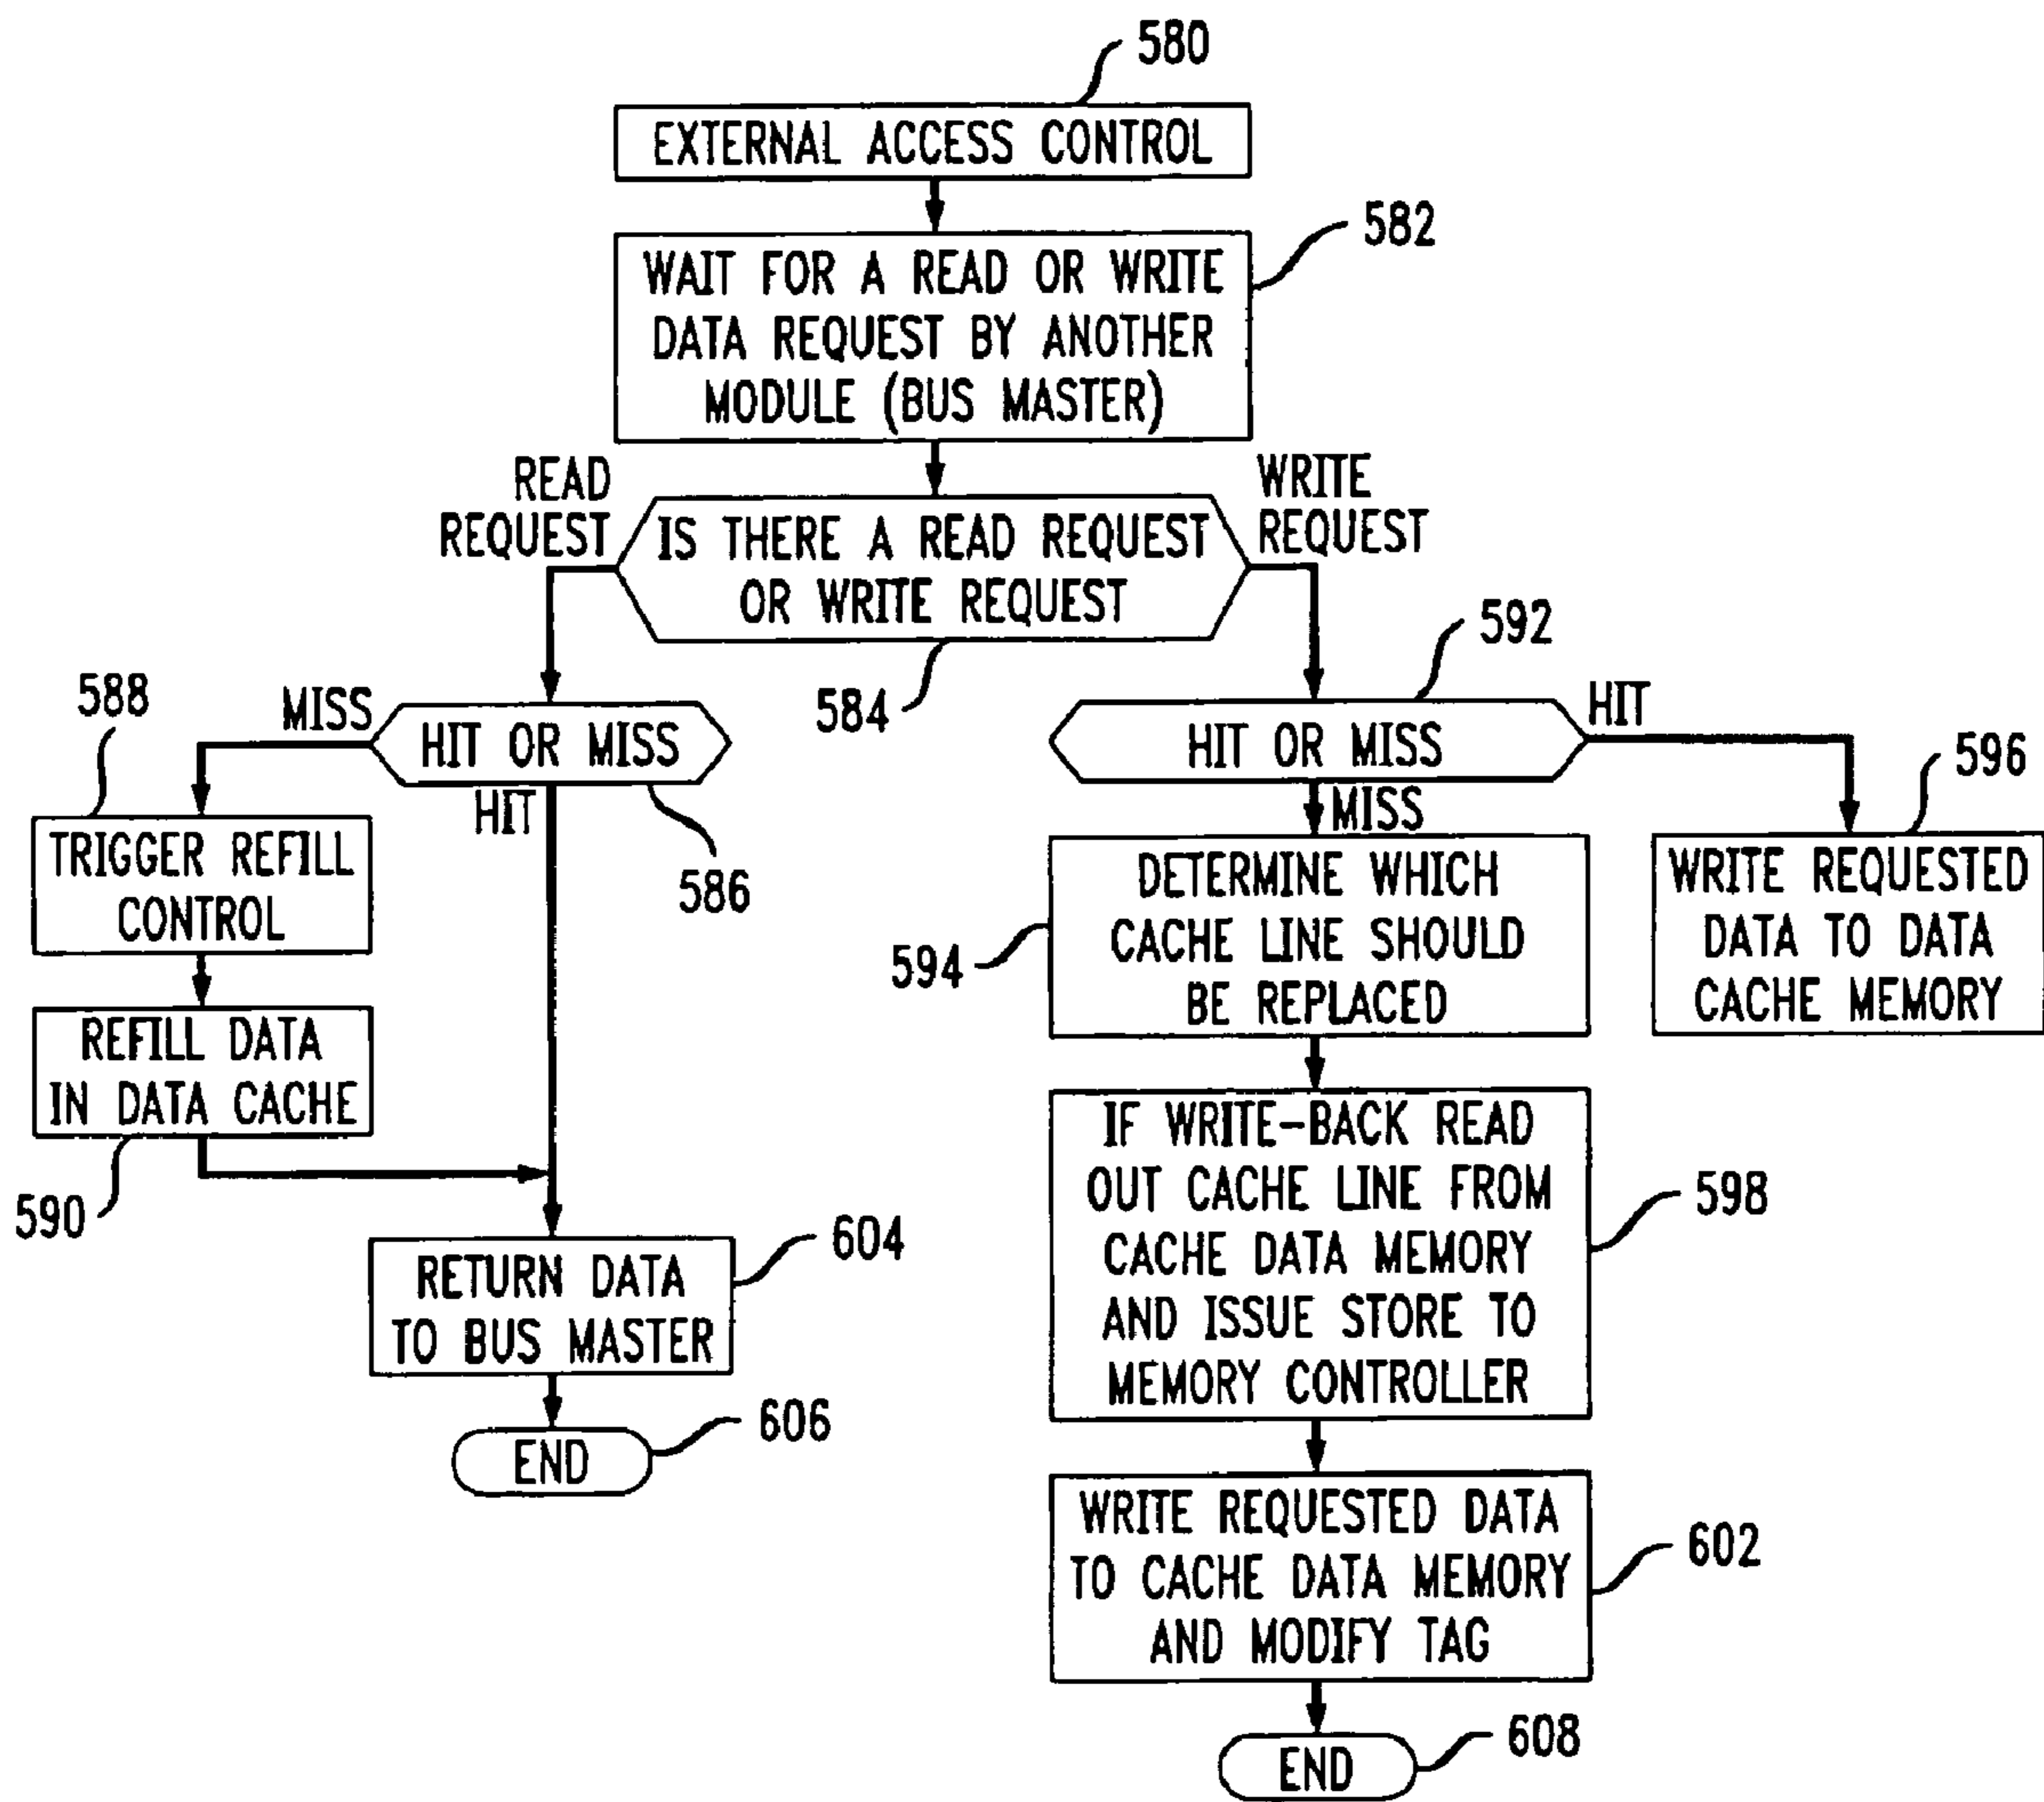 580
EXTERNAL ACCESS CONTROL
582
WAIT FOR A READ OR WRITE
DATA REQUEST BY ANOTHER
MODULE (BUS MASTER)
READ
REQUEST
WRITE
REQUEST
IS THERE A READ REQUEST
OR WRITE REQUEST
584
592
588
MISS
HIT OR MISS
HIT
586
HIT OR MISS
HIT
MISS
596
TRIGGER REFILL
CONTROL
DETERMINE WHICH
CACHE LINE SHOULD
BE REPLACED
594
WRITE REQUESTED
DATA TO DATA
CACHE MEMORY
REFILL DATA
IN DATA CACHE
590
IF WRITE-BACK READ
OUT CACHE LINE FROM
CACHE DATA MEMORY
AND ISSUE STORE TO
MEMORY CONTROLLER
598
604
RETURN DATA
TO BUS MASTER
606
END
WRITE REQUESTED DATA
TO CACHE DATA MEMORY
AND MODIFY TAG
602
608
END